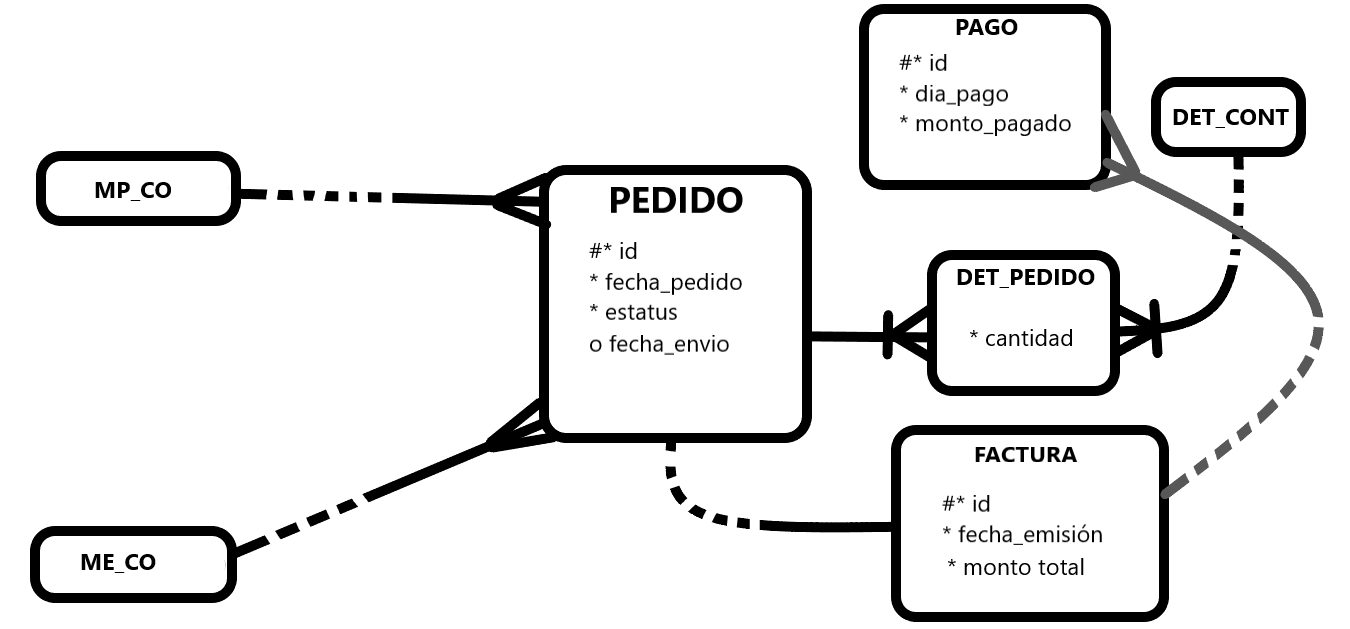 PAGO
#* id
* dia_pago
* monto_pagado
DET_CONT
MP_CO
PEDIDO
#* id
* fecha_pedido
* estatus
o fecha_envio
DET_PEDIDO
* cantidad
FACTURA
#* id
* fecha_emisión
* monto total
ME_CO